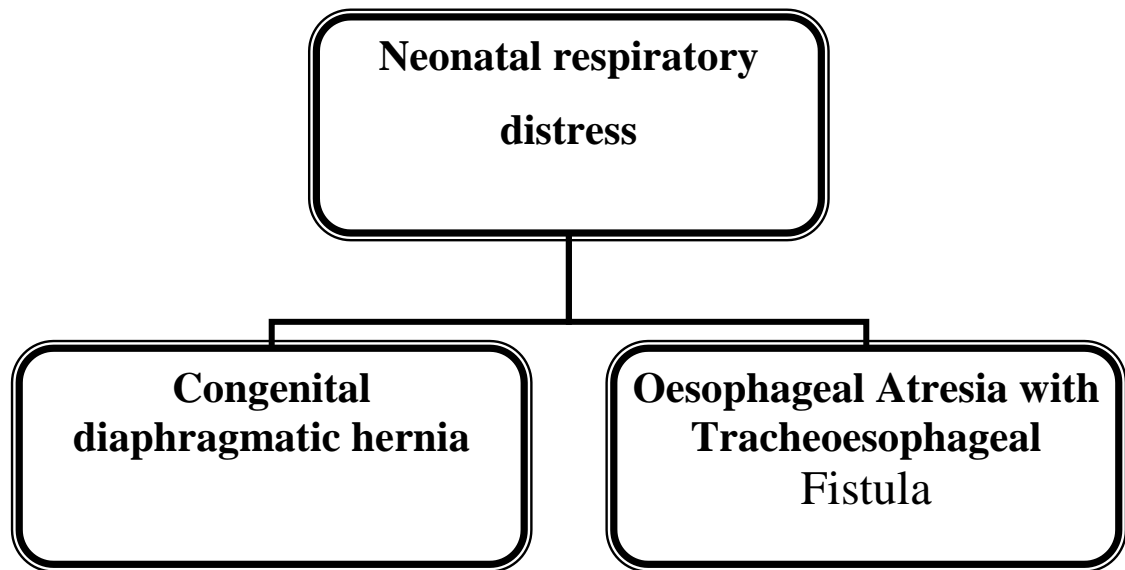 Neonatal respiratory
distress
Congenital
diaphragmatic hernia
Oesophageal Atresia with
Tracheoesophageal
Fistula